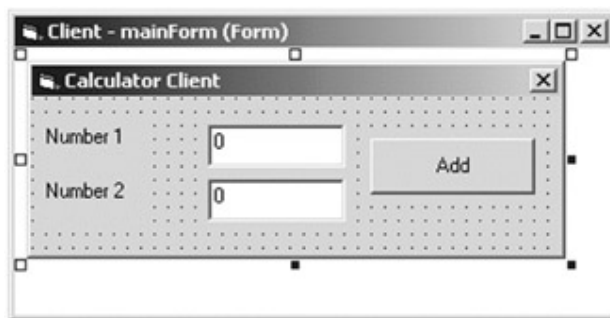 Client - mainForm (Form)
Calculator Client
Number 1
0
Add
Number 2
0